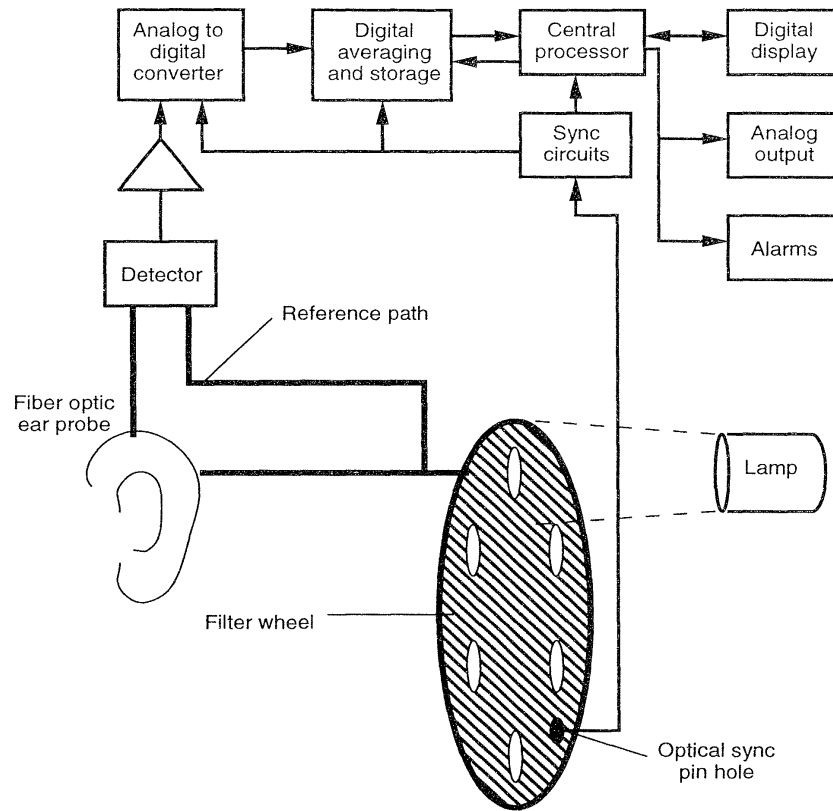 Analog to
digital
converter
Digital
averaging
and storage
Central
processor
Digital
display
Sync
circuits
Analog
output
Alarms
Detector
Reference path
Fiber optic
ear probe
Lamp
Filter wheel
Optical sync
pin hole